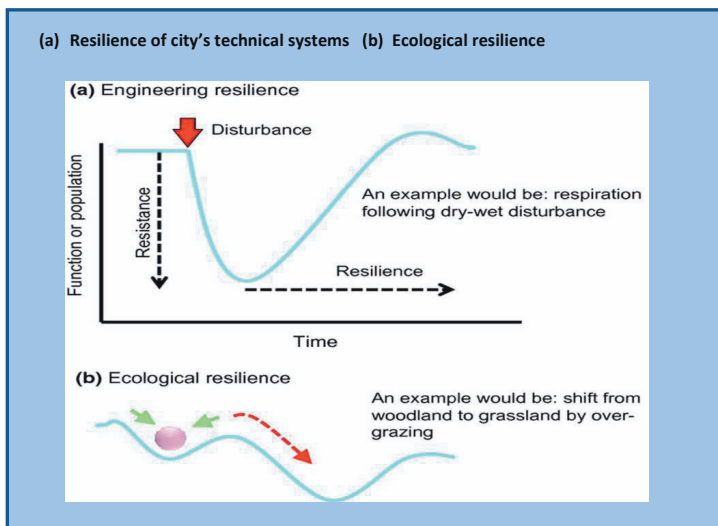 (a) Resilience of city's technical systems (b) Ecological resilience
(a) Engineering resilience
Disturbance
Function or population
Resistance
An example would be: respiration
following dry-wet disturbance
Resilience
Time
(b) Ecological resilience
An example would be: shift from
woodland to grassland by over-
grazing